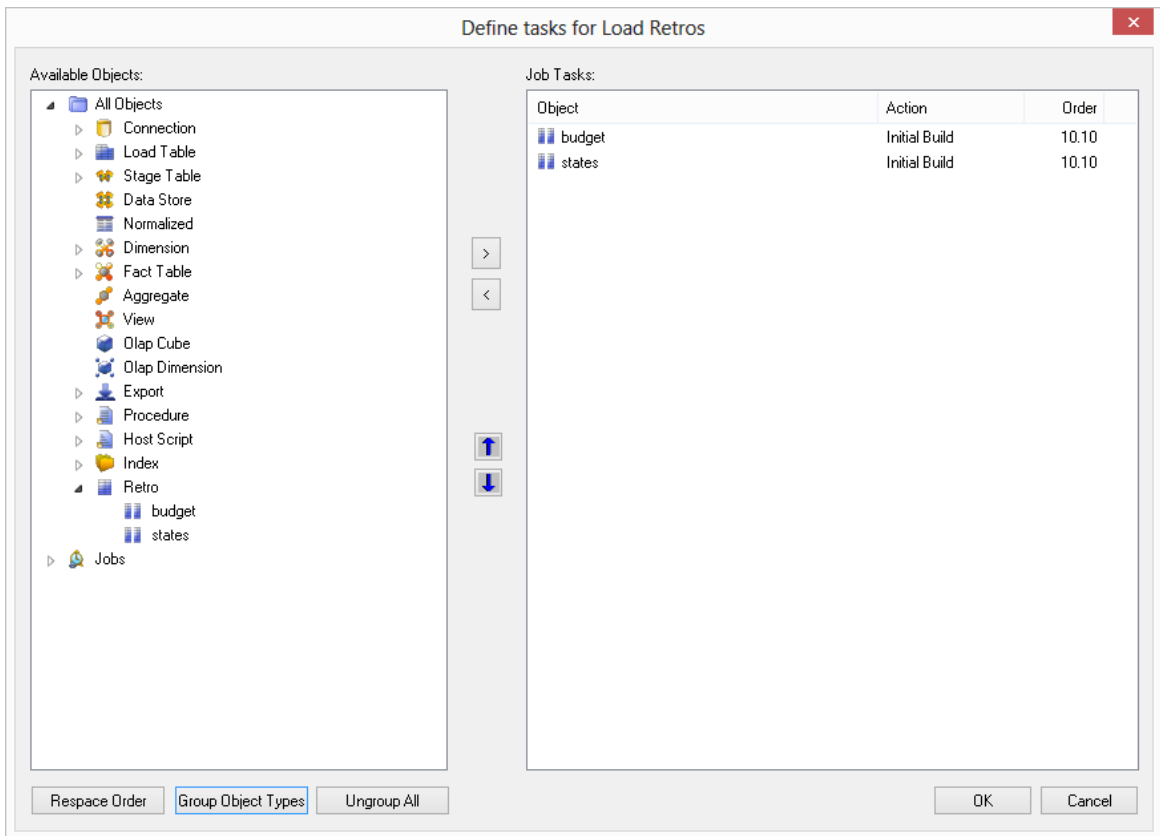 Define tasks for Load Retros
Available Objects:
All Objects
Connection
Load Table
Stage Table
Data Store
Normalized
Dimension
Fact Table
Aggregate
View
Olap Cube
Olap Dimension
Export
Procedure
Host Script
Index
Retro
budget
states
Jobs
>
<
Job Tasks:
Object Action Order
budget Initial Build 10.10
states Initial Build 10.10
Respace Order Group Object Types Ungroup All OK Cancel